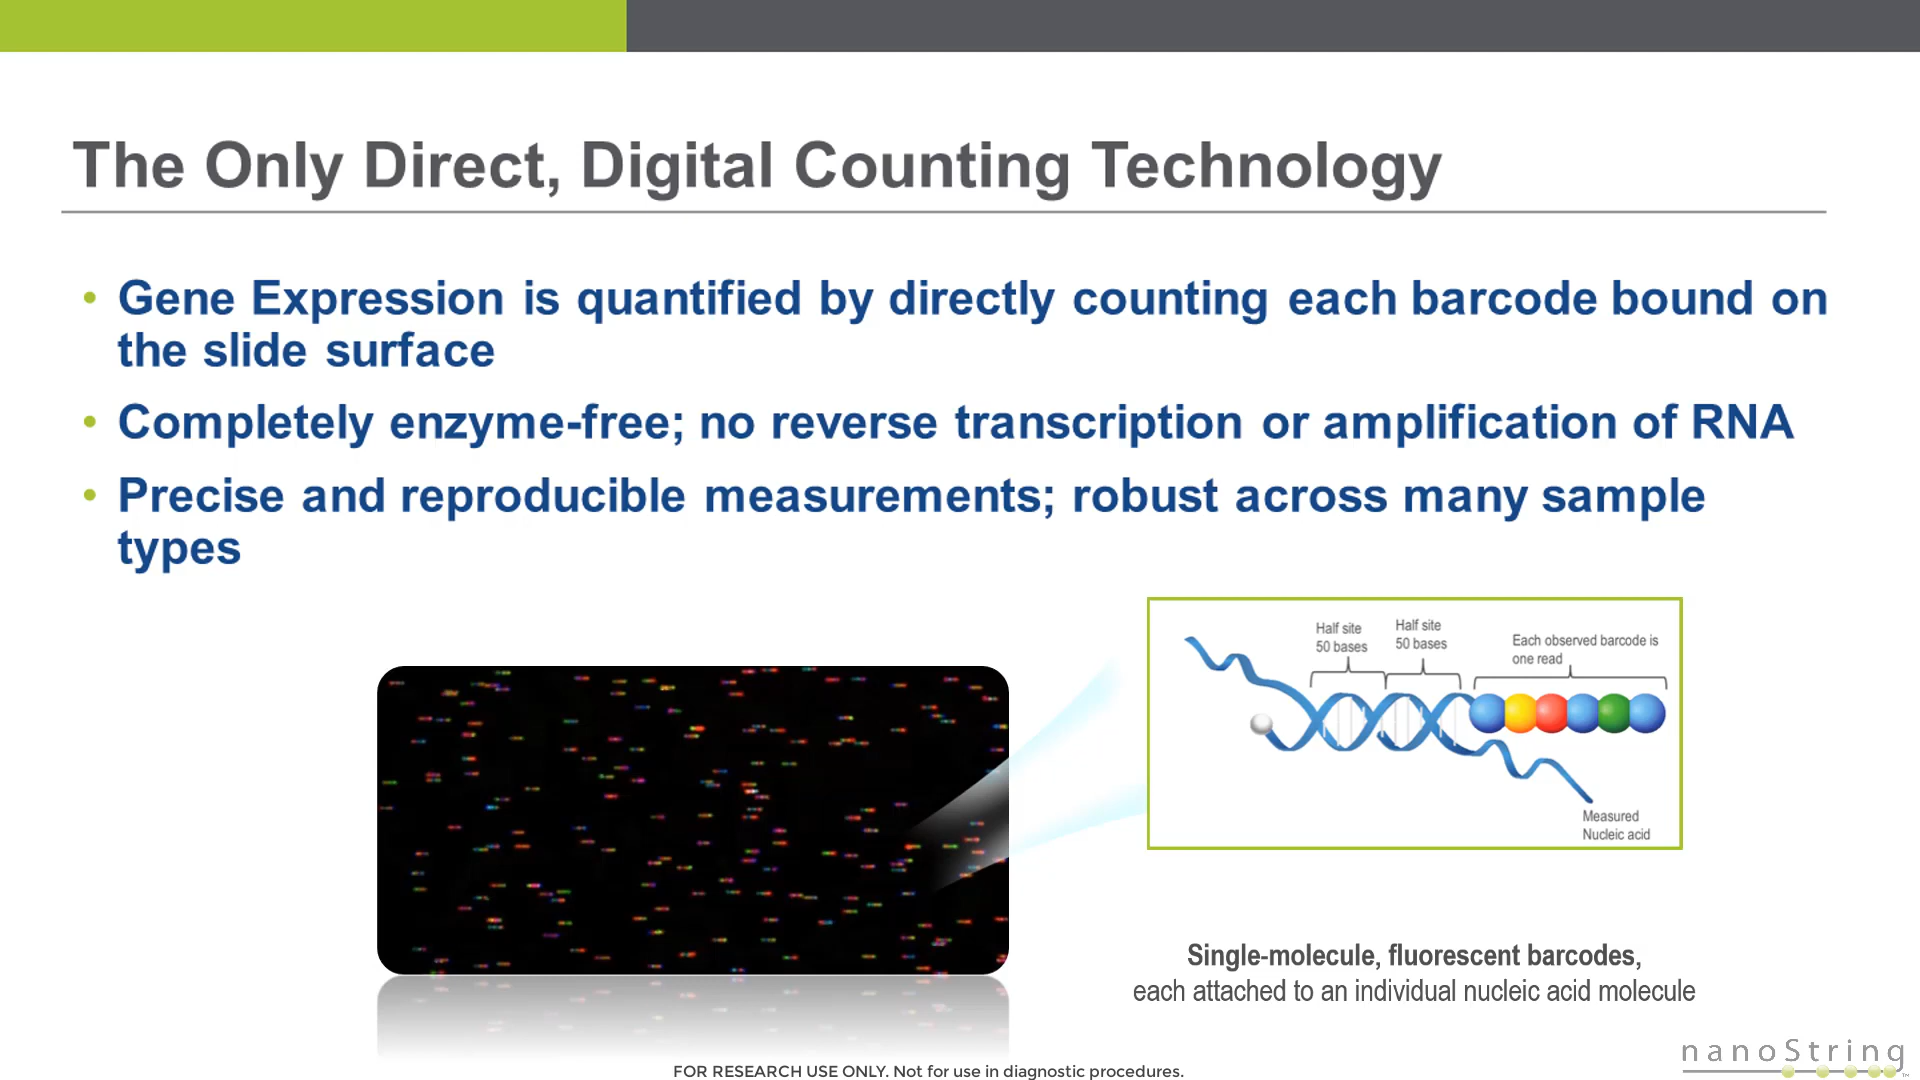 The Only Direct, Digital Counting Technology
• Gene Expression is quantified by directly counting each barcode bound on
the slide surface
• Completely enzyme-free; no reverse transcription or amplification of RNA
• Precise and reproducible measurements; robust across many sample
types
Half site
50 bases
Half site
50 bases
Each observed barcode is
one read
Measured
Nucleic acid
Single-molecule, fluorescent barcodes,
each attached to an individual nucleic acid molecule
nanoString
TM
FOR RESEARCH USE ONLY. Not for use in diagnostic procedures.